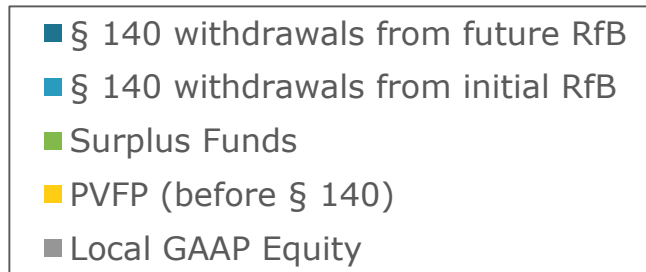 § 140 withdrawals from future RfB
§ 140 withdrawals from initial RfB
Surplus Funds
PVFP (before § 140)
Local GAAP Equity